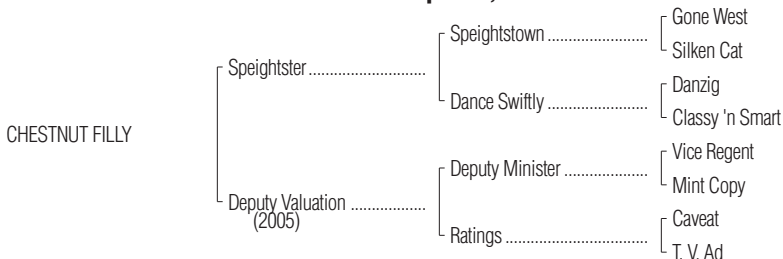 Gone West
Speightstown ....................
Silken Cat
Speightster...........................
Danzig
Dance Swiftly ....................
Classy 'n Smart
CHESTNUT FILLY
Vice Regent
Deputy Minister .................
Mint Copy
Deputy Valuation .................
(2005)
Caveat
Ratings .............................
T. V. Ad